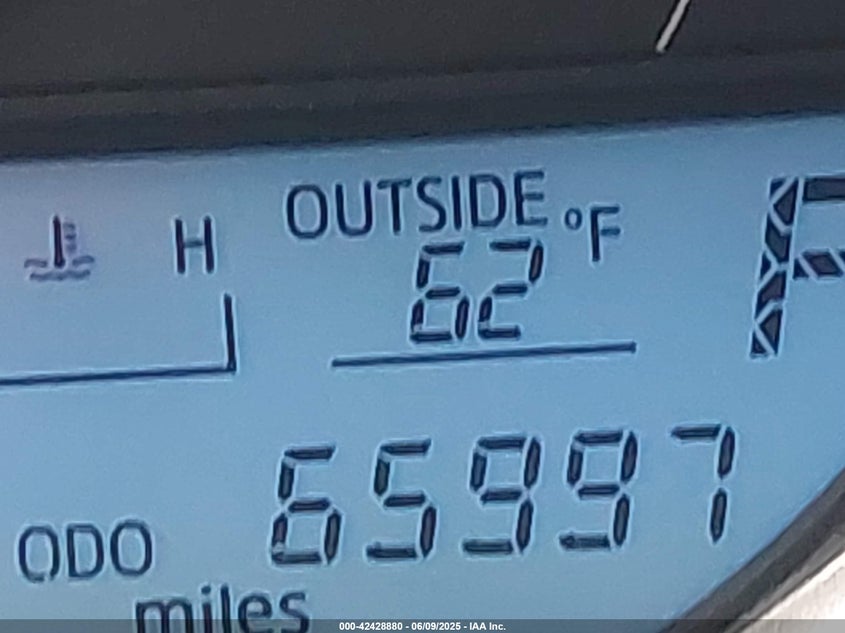 OUTSIDE °F
H
62
P
65997
ODO
miles
000-42428880 - 06/09/2025 - IAA Inc.